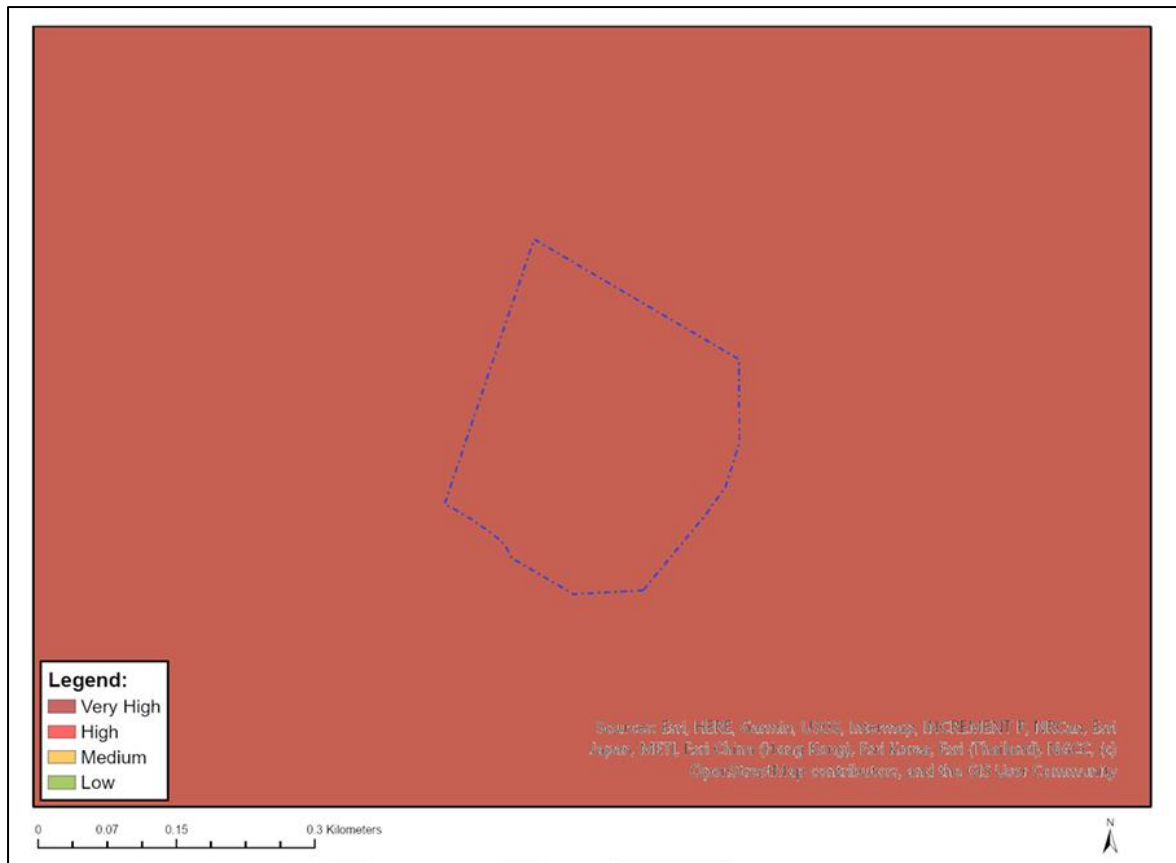 Legend:
Very High
High
Medium
Low
Sources: Esri, HERE, Garmin, USGS, Intermap, INCREMENT P, NRCan, Esri
Japan, METI, Esri China (Hong Kong), Esri Korea, Esri (Thailand), NGCC, (c)
OpenStreetMap contributors, and the GIS User Community
0 0.07 0.15 0.3 Kilometers
N